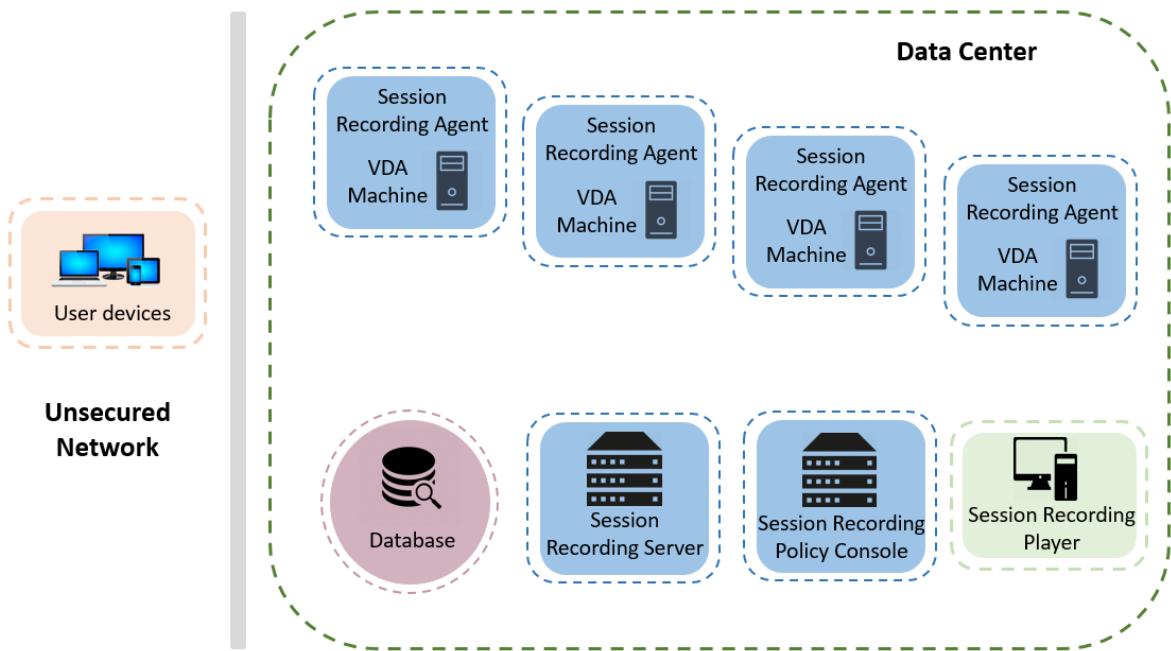 Data Center
Session
Recording Agent
VDA
Machine
Session
Recording Agent
VDA
Machine
Session
Recording Agent
VDA
Machine
Session
Recording Agent
VDA
Machine
User devices
Unsecured
Network
Database
Session
Recording Server
Session Recording
Policy Console
Session Recording
Player